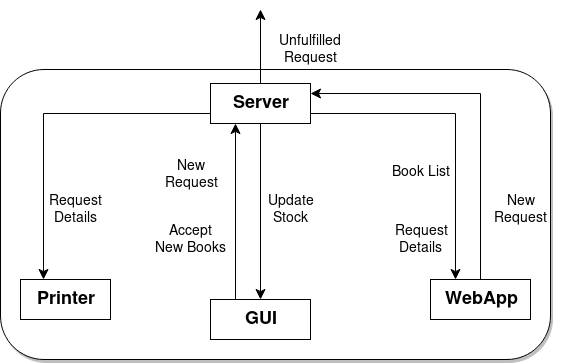 Unfulfilled
Request
Server
New
Request
Book List
Request
Details
Update
Stock
New
Request
Accept
New Books
Request
Details
Printer
WebApp
GUI